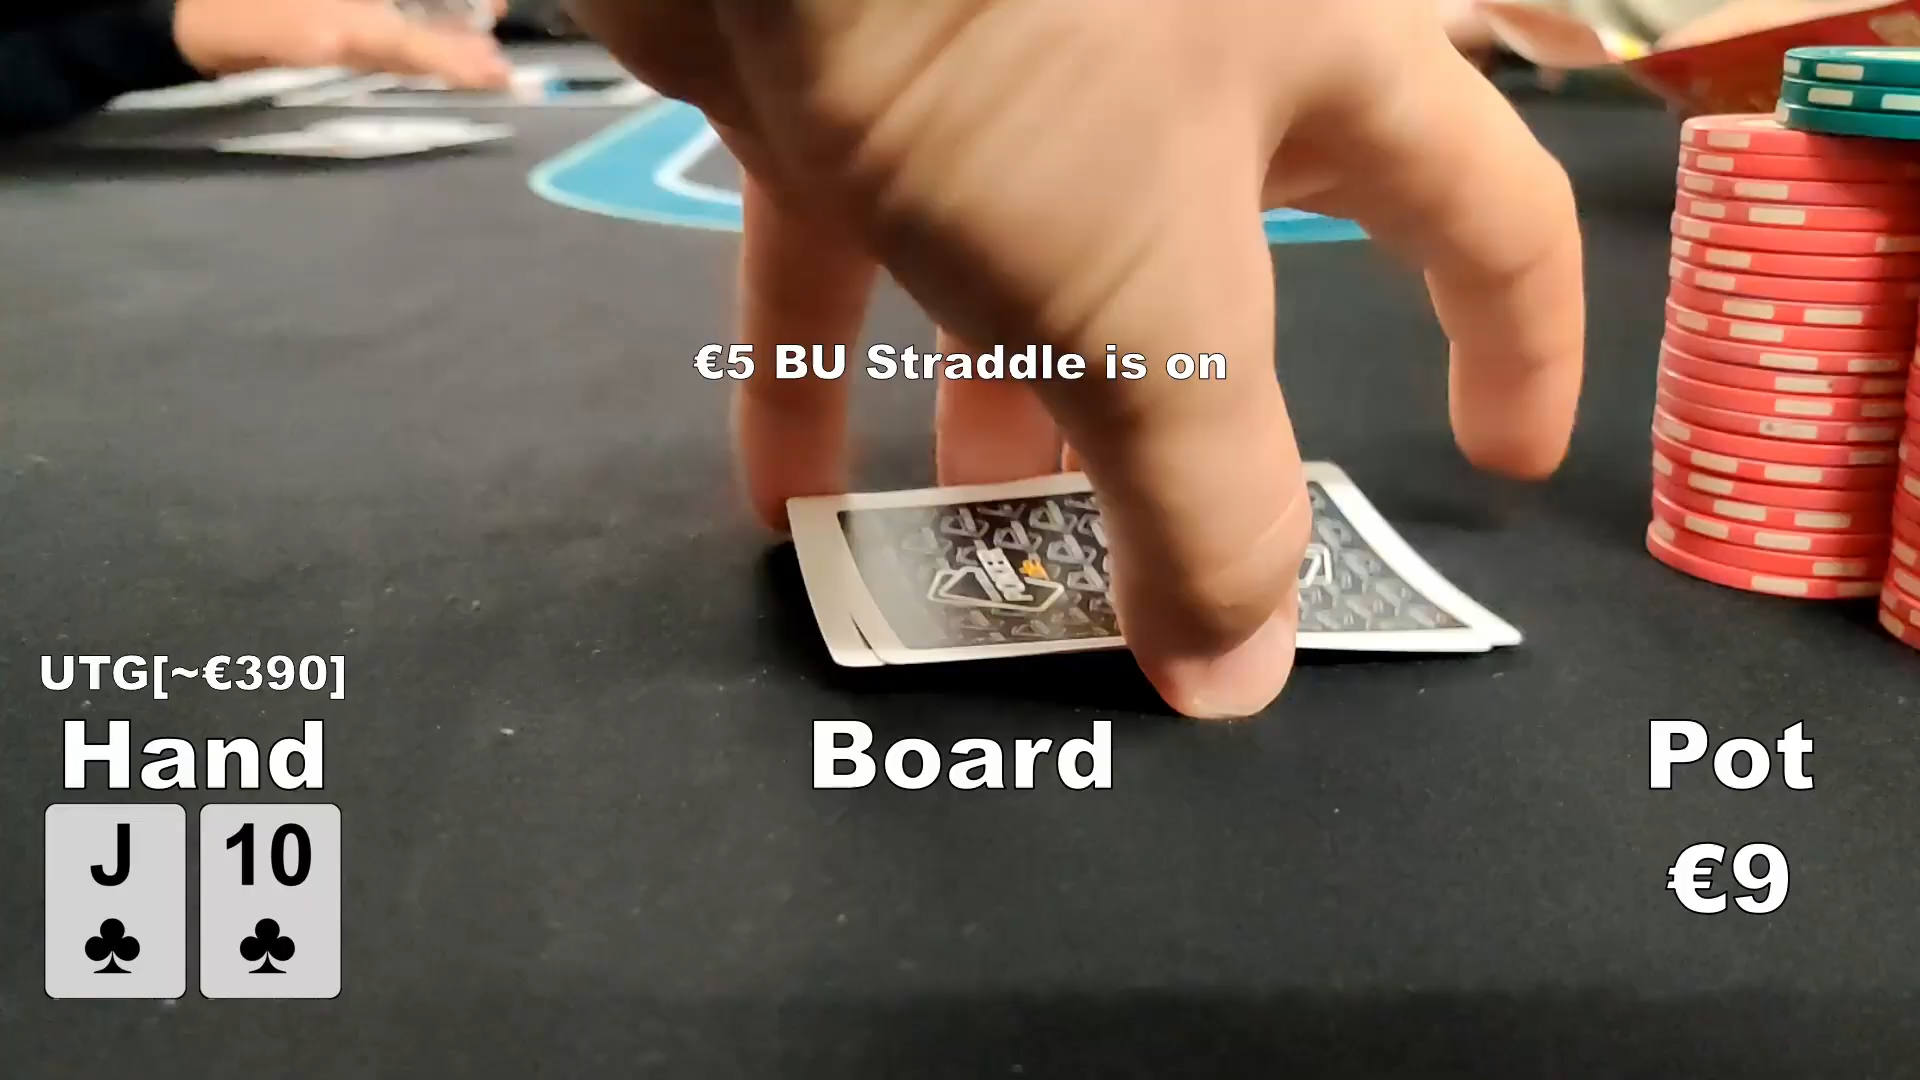 €5 BU Straddle is on
UTG[~€390]
Hand
Board
Pot
J
10
€9